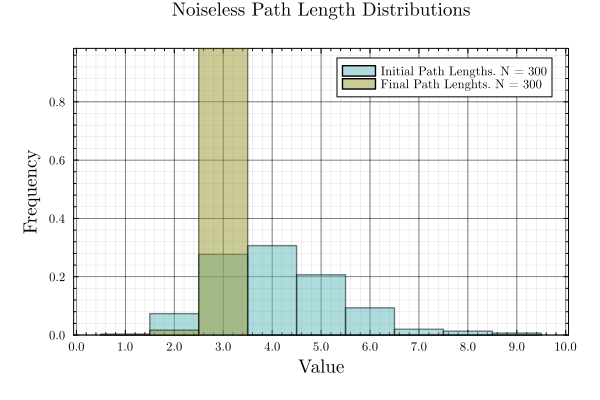 Noiseless Path Length Distributions
Initial Path Lengths. N = 300
Final Path Lenghts. N = 300
Frequency
0.8
0.6
0.4
0.2
0.0
0.0 1.0 2.0 3.0 4.0 5.0 6.0 7.0 8.0 9.0 10.0
Value